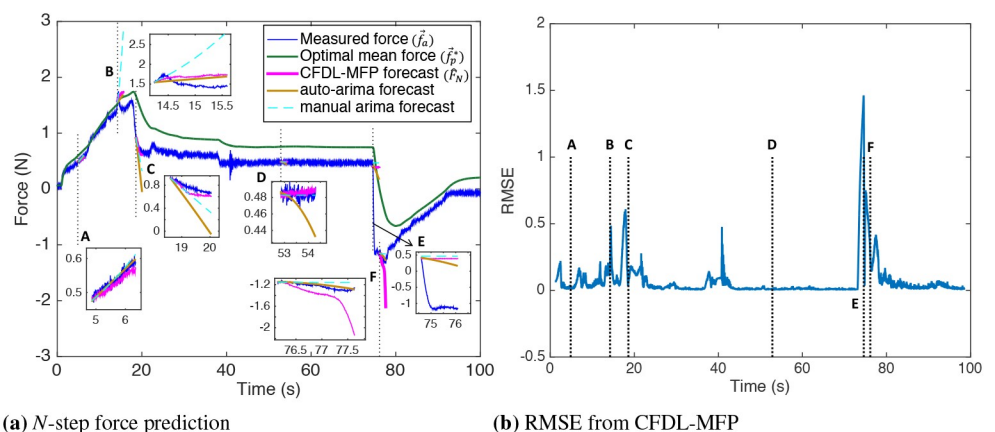 3
2
1
0
-1
-2
-3
Force (N)
0 20 40 60 80 100
Time (s)
Measured force (f⃗ₐ)
Optimal mean force (f⃗ₚ*)
CFDL-MFP forecast (F̂_N)
auto-arima forecast
manual arima forecast
B
2.5
2
1.5
1
14.5 15 15.5
C
0.8
0.4
0
19 20
D
0.48
0.46
0.44
53 54
A
0.6
0.5
5 6
E
0.5
0
-0.5
-1
75 76
F
-1.2
-1.6
-2
76.5 77 77.5
(a) N-step force prediction
2
1.5
1
0.5
0
-0.5
RMSE
A B C D E F
0 20 40 60 80 100
Time (s)
(b) RMSE from CFDL-MFP